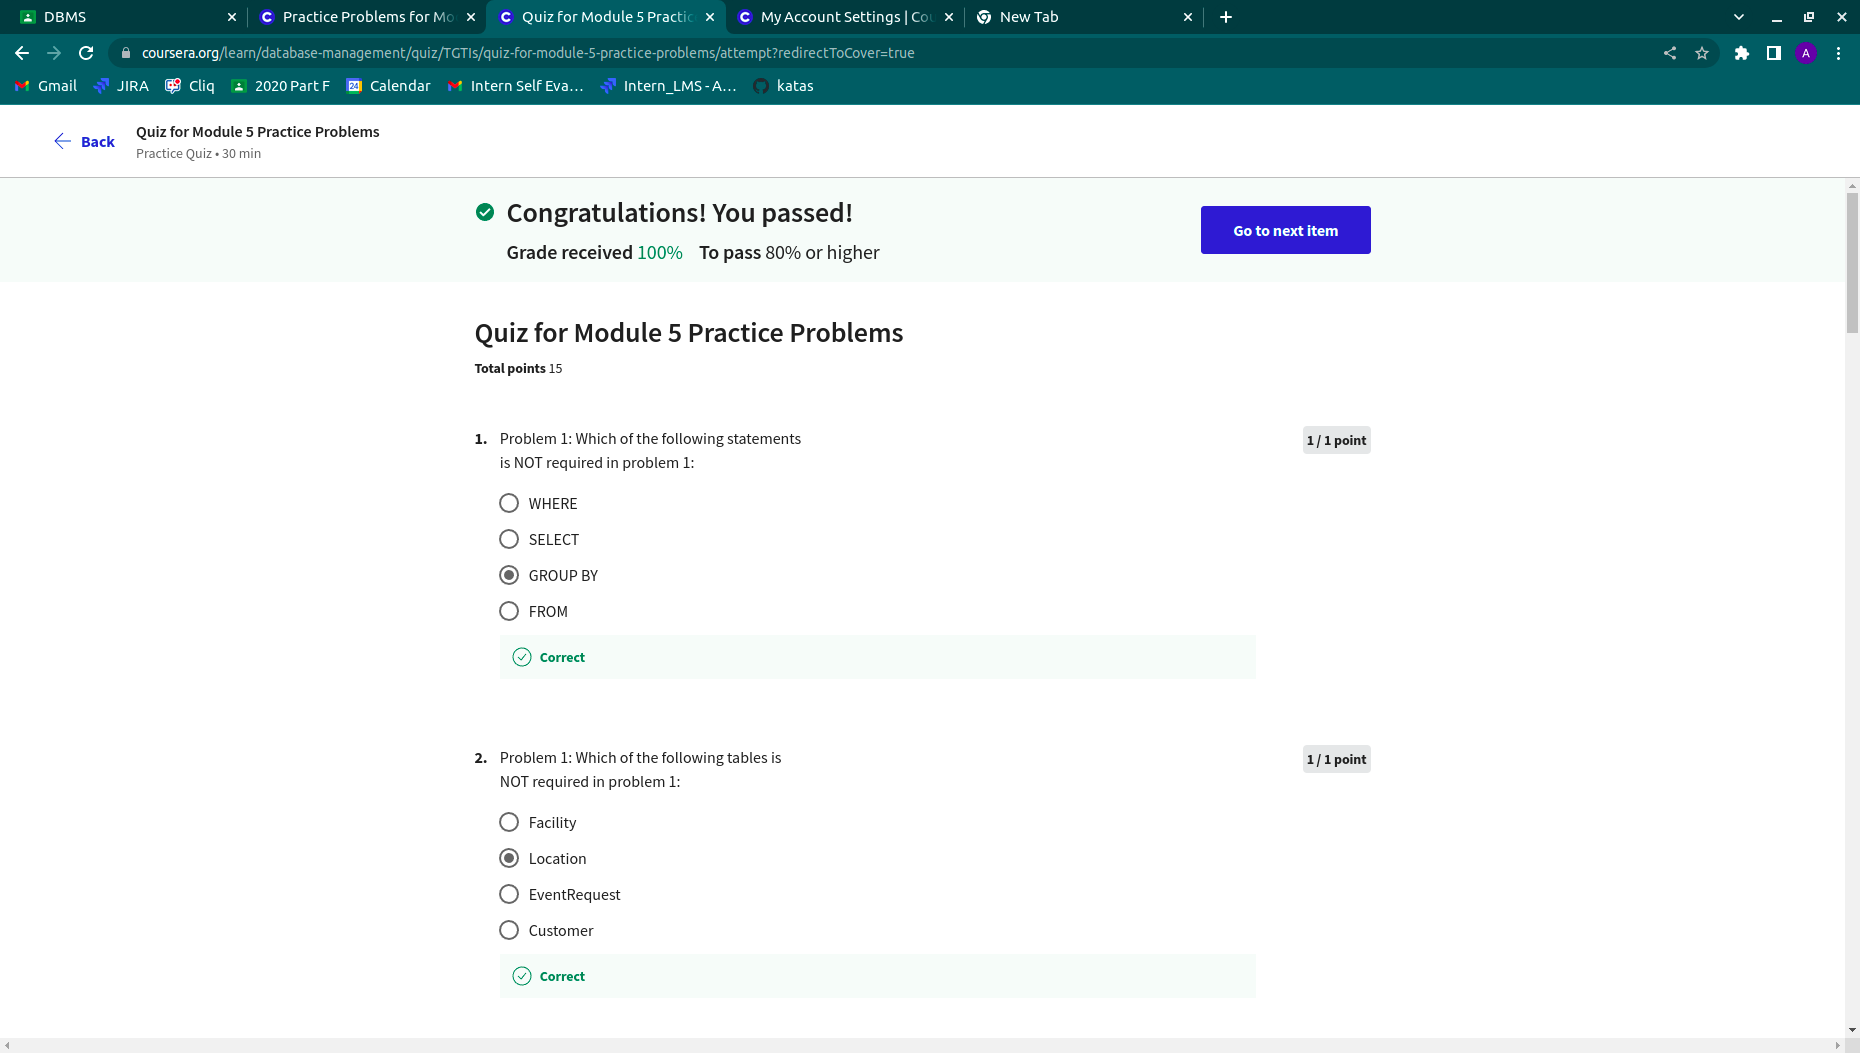 DBMS
Practice Problems for Mo
Quiz for Module 5 Practic
My Account Settings | Cou
New Tab
coursera.org/learn/database-management/quiz/TGTIs/quiz-for-module-5-practice-problems/attempt?redirectToCover=true
A
Gmail
JIRA
Cliq
2020 Part F
24
Calendar
Intern Self Eva...
Intern_LMS - A...
katas
Back
Quiz for Module 5 Practice Problems
Practice Quiz • 30 min
Congratulations! You passed!
Grade received 100% To pass 80% or higher
Go to next item
Quiz for Module 5 Practice Problems
Total points 15
1. Problem 1: Which of the following statements
is NOT required in problem 1:
1 / 1 point
WHERE
SELECT
GROUP BY
FROM
Correct
2. Problem 1: Which of the following tables is
NOT required in problem 1:
1 / 1 point
Facility
Location
EventRequest
Customer
Correct